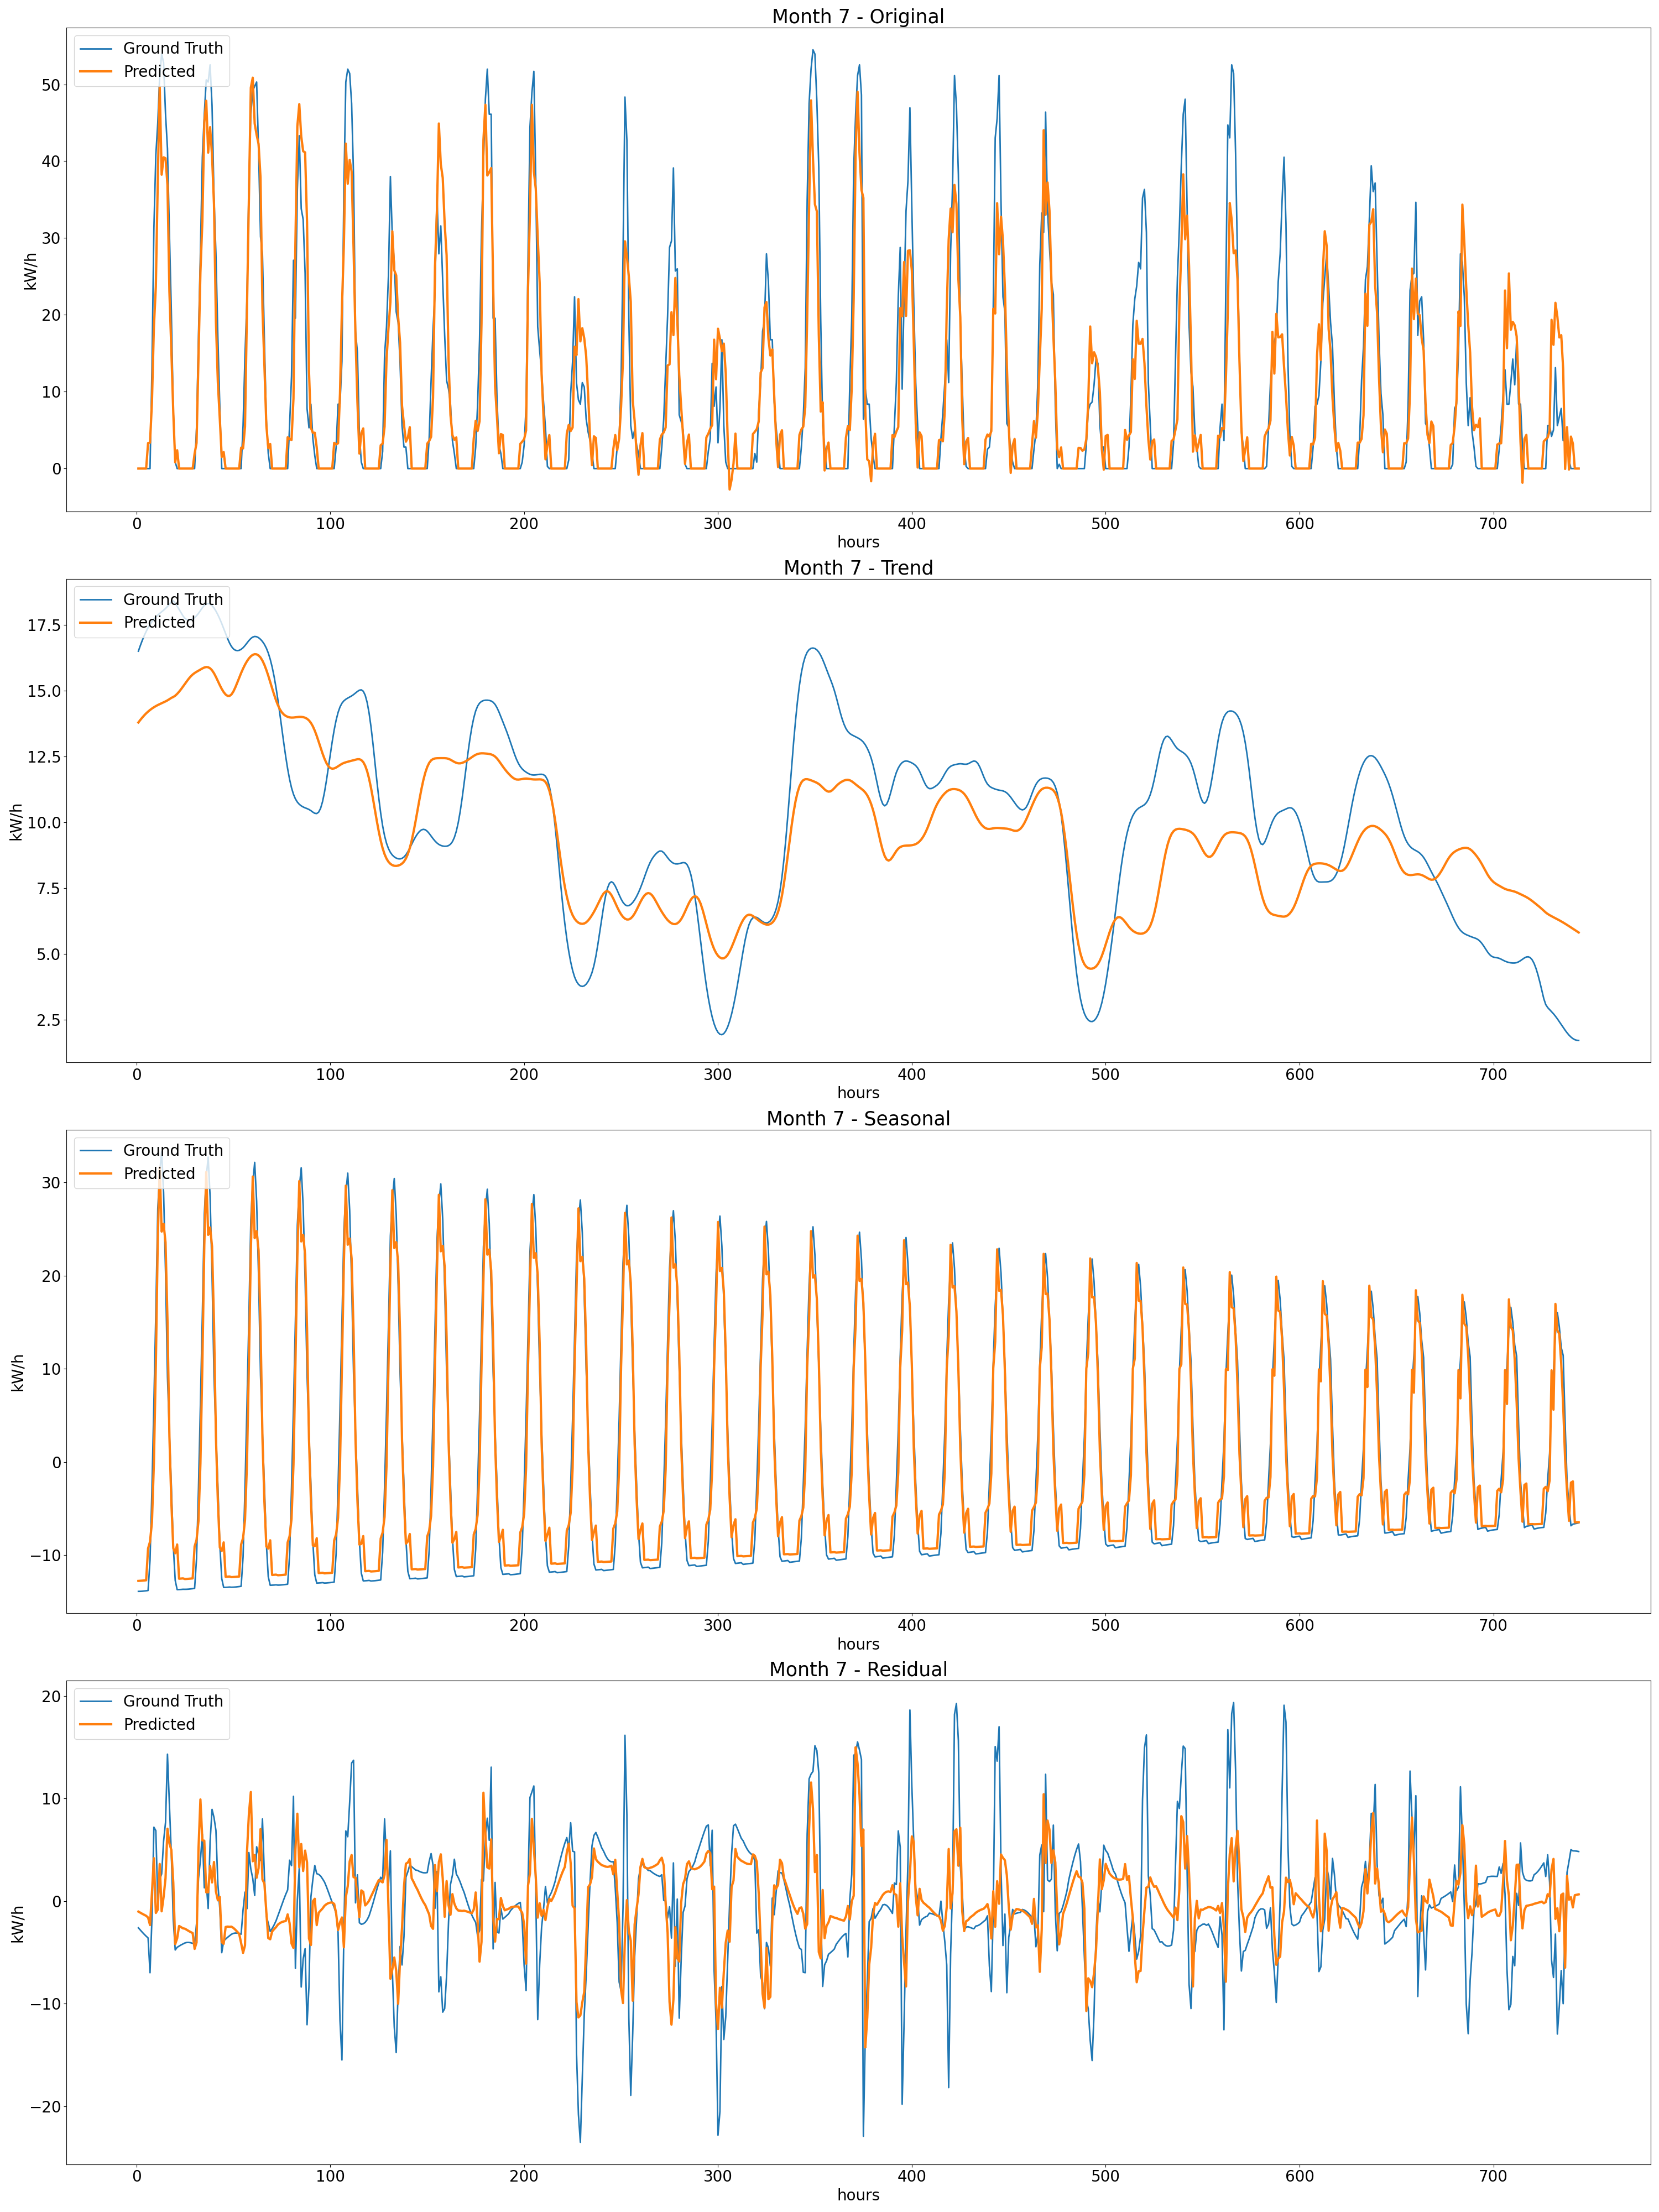 Month 7 - Original
Ground Truth
Predicted
50
40
30
20
10
0
kW/h
0 100 200 300 400 500 600 700
hours
Month 7 - Trend
Ground Truth
Predicted
17.5
15.0
12.5
10.0
7.5
5.0
2.5
kW/h
0 100 200 300 400 500 600 700
hours
Month 7 - Seasonal
Ground Truth
Predicted
30
20
10
0
−10
kW/h
0 100 200 300 400 500 600 700
hours
Month 7 - Residual
Ground Truth
Predicted
20
10
0
−10
−20
kW/h
0 100 200 300 400 500 600 700
hours